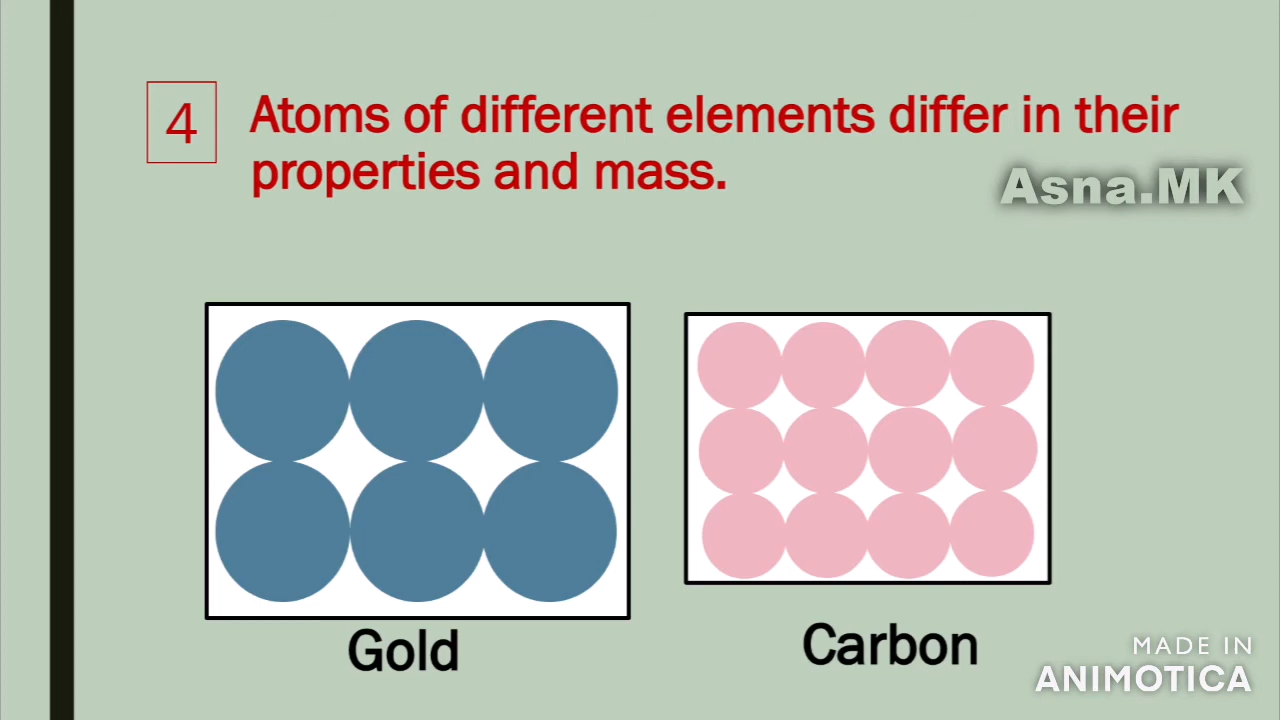 4
Atoms of different elements differ in their
properties and mass.
Asna.MK
Gold
Carbon
MADE IN
ANIMOTICA